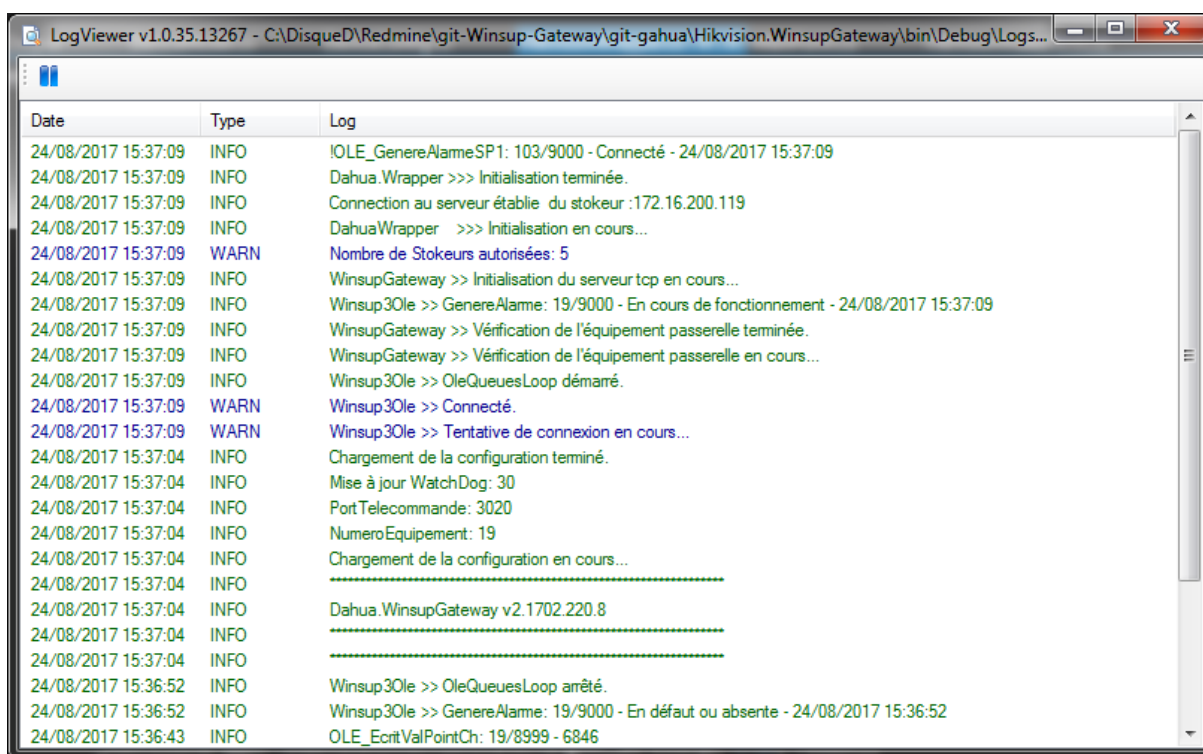 LogViewer v1.0.35.13267 - C:\DisqueD\Redmine\git-Winsup-Gateway\git-gahua\Hikvision.WinsupGateway\bin\Debug\Logs...
Date Type Log
24/08/2017 15:37:09 INFO !OLE_GenereAlarmeSP1: 103/9000 - Connecté - 24/08/2017 15:37:09
24/08/2017 15:37:09 INFO Dahua.Wrapper >>> Initialisation terminée.
24/08/2017 15:37:09 INFO Connection au serveur établie du stokeur :172.16.200.119
24/08/2017 15:37:09 INFO DahuaWrapper >>> Initialisation en cours...
24/08/2017 15:37:09 WARN Nombre de Stokeurs autorisées: 5
24/08/2017 15:37:09 INFO WinsupGateway >> Initialisation du serveur tcp en cours...
24/08/2017 15:37:09 INFO Winsup3Ole >> GenereAlarme: 19/9000 - En cours de fonctionnement - 24/08/2017 15:37:09
24/08/2017 15:37:09 INFO WinsupGateway >> Vérification de l'équipement passerelle terminée.
24/08/2017 15:37:09 INFO WinsupGateway >> Vérification de l'équipement passerelle en cours...
24/08/2017 15:37:09 INFO Winsup3Ole >> OleQueuesLoop démarré.
24/08/2017 15:37:09 WARN Winsup3Ole >> Connecté.
24/08/2017 15:37:09 WARN Winsup3Ole >> Tentative de connexion en cours...
24/08/2017 15:37:04 INFO Chargement de la configuration terminé.
24/08/2017 15:37:04 INFO Mise à jour WatchDog: 30
24/08/2017 15:37:04 INFO PortTelecommande: 3020
24/08/2017 15:37:04 INFO NumeroEquipement: 19
24/08/2017 15:37:04 INFO Chargement de la configuration en cours...
24/08/2017 15:37:04 INFO ******************************************************************
24/08/2017 15:37:04 INFO Dahua.WinsupGateway v2.1702.220.8
24/08/2017 15:37:04 INFO ******************************************************************
24/08/2017 15:37:04 INFO ******************************************************************
24/08/2017 15:36:52 INFO Winsup3Ole >> OleQueuesLoop arrêté.
24/08/2017 15:36:52 INFO Winsup3Ole >> GenereAlarme: 19/9000 - En défaut ou absente - 24/08/2017 15:36:52
24/08/2017 15:36:43 INFO OLE_EcritValPointCh: 19/8999 - 6846